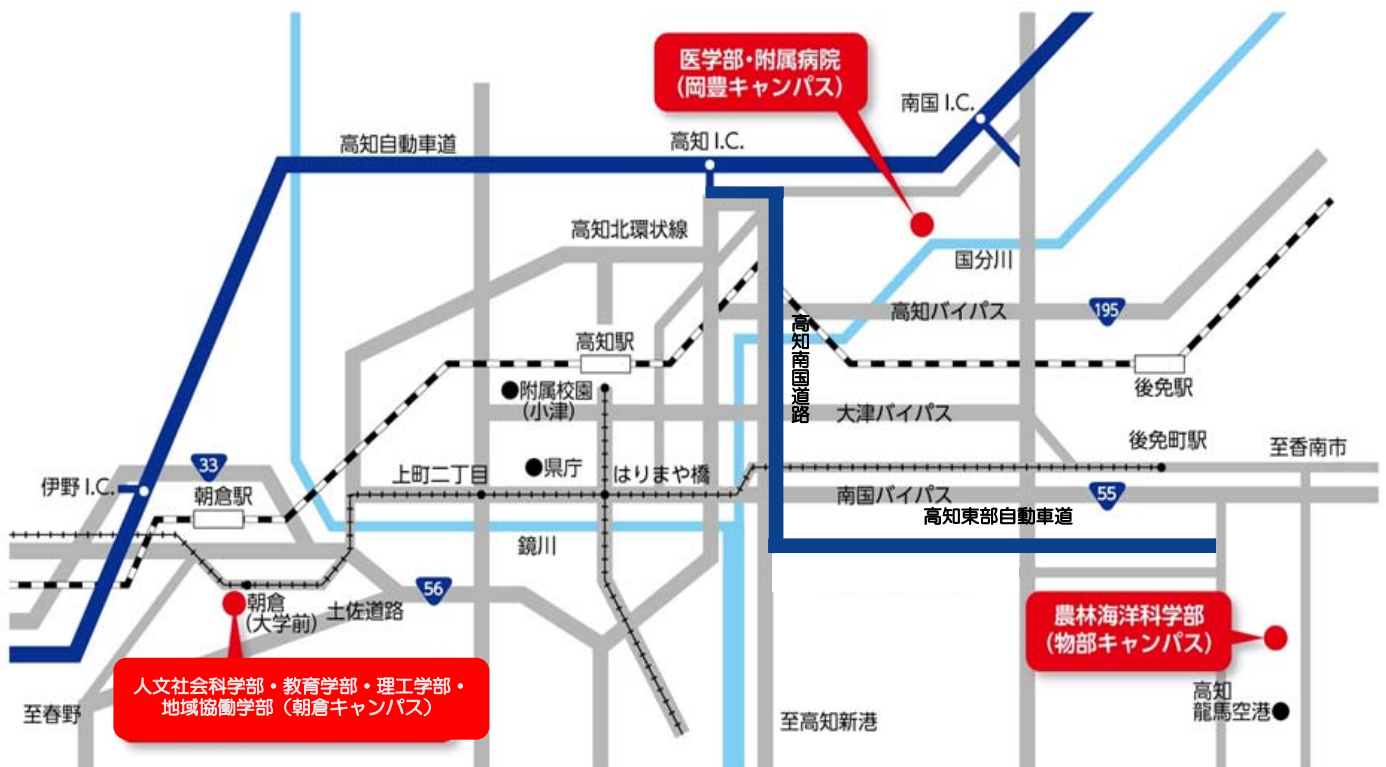 医学部・附属病院
(岡豊キャンパス)
南国 I.C.
高知自動車道
高知 I.C.
高知北環状線
国分川
高知バイパス
195
高知南国道路
高知駅
後免駅
附属校園
(小津)
大津バイパス
後免町駅
至香南市
33
上町二丁目
県庁
はりまや橋
伊野 I.C.
朝倉駅
南国バイパス
55
高知東部自動車道
鏡川
56
朝倉
(大学前)
土佐道路
農林海洋科学部
(物部キャンパス)
人文社会科学部・教育学部・理工学部・
地域協働学部(朝倉キャンパス)
至春野
至高知新港
高知
龍馬空港